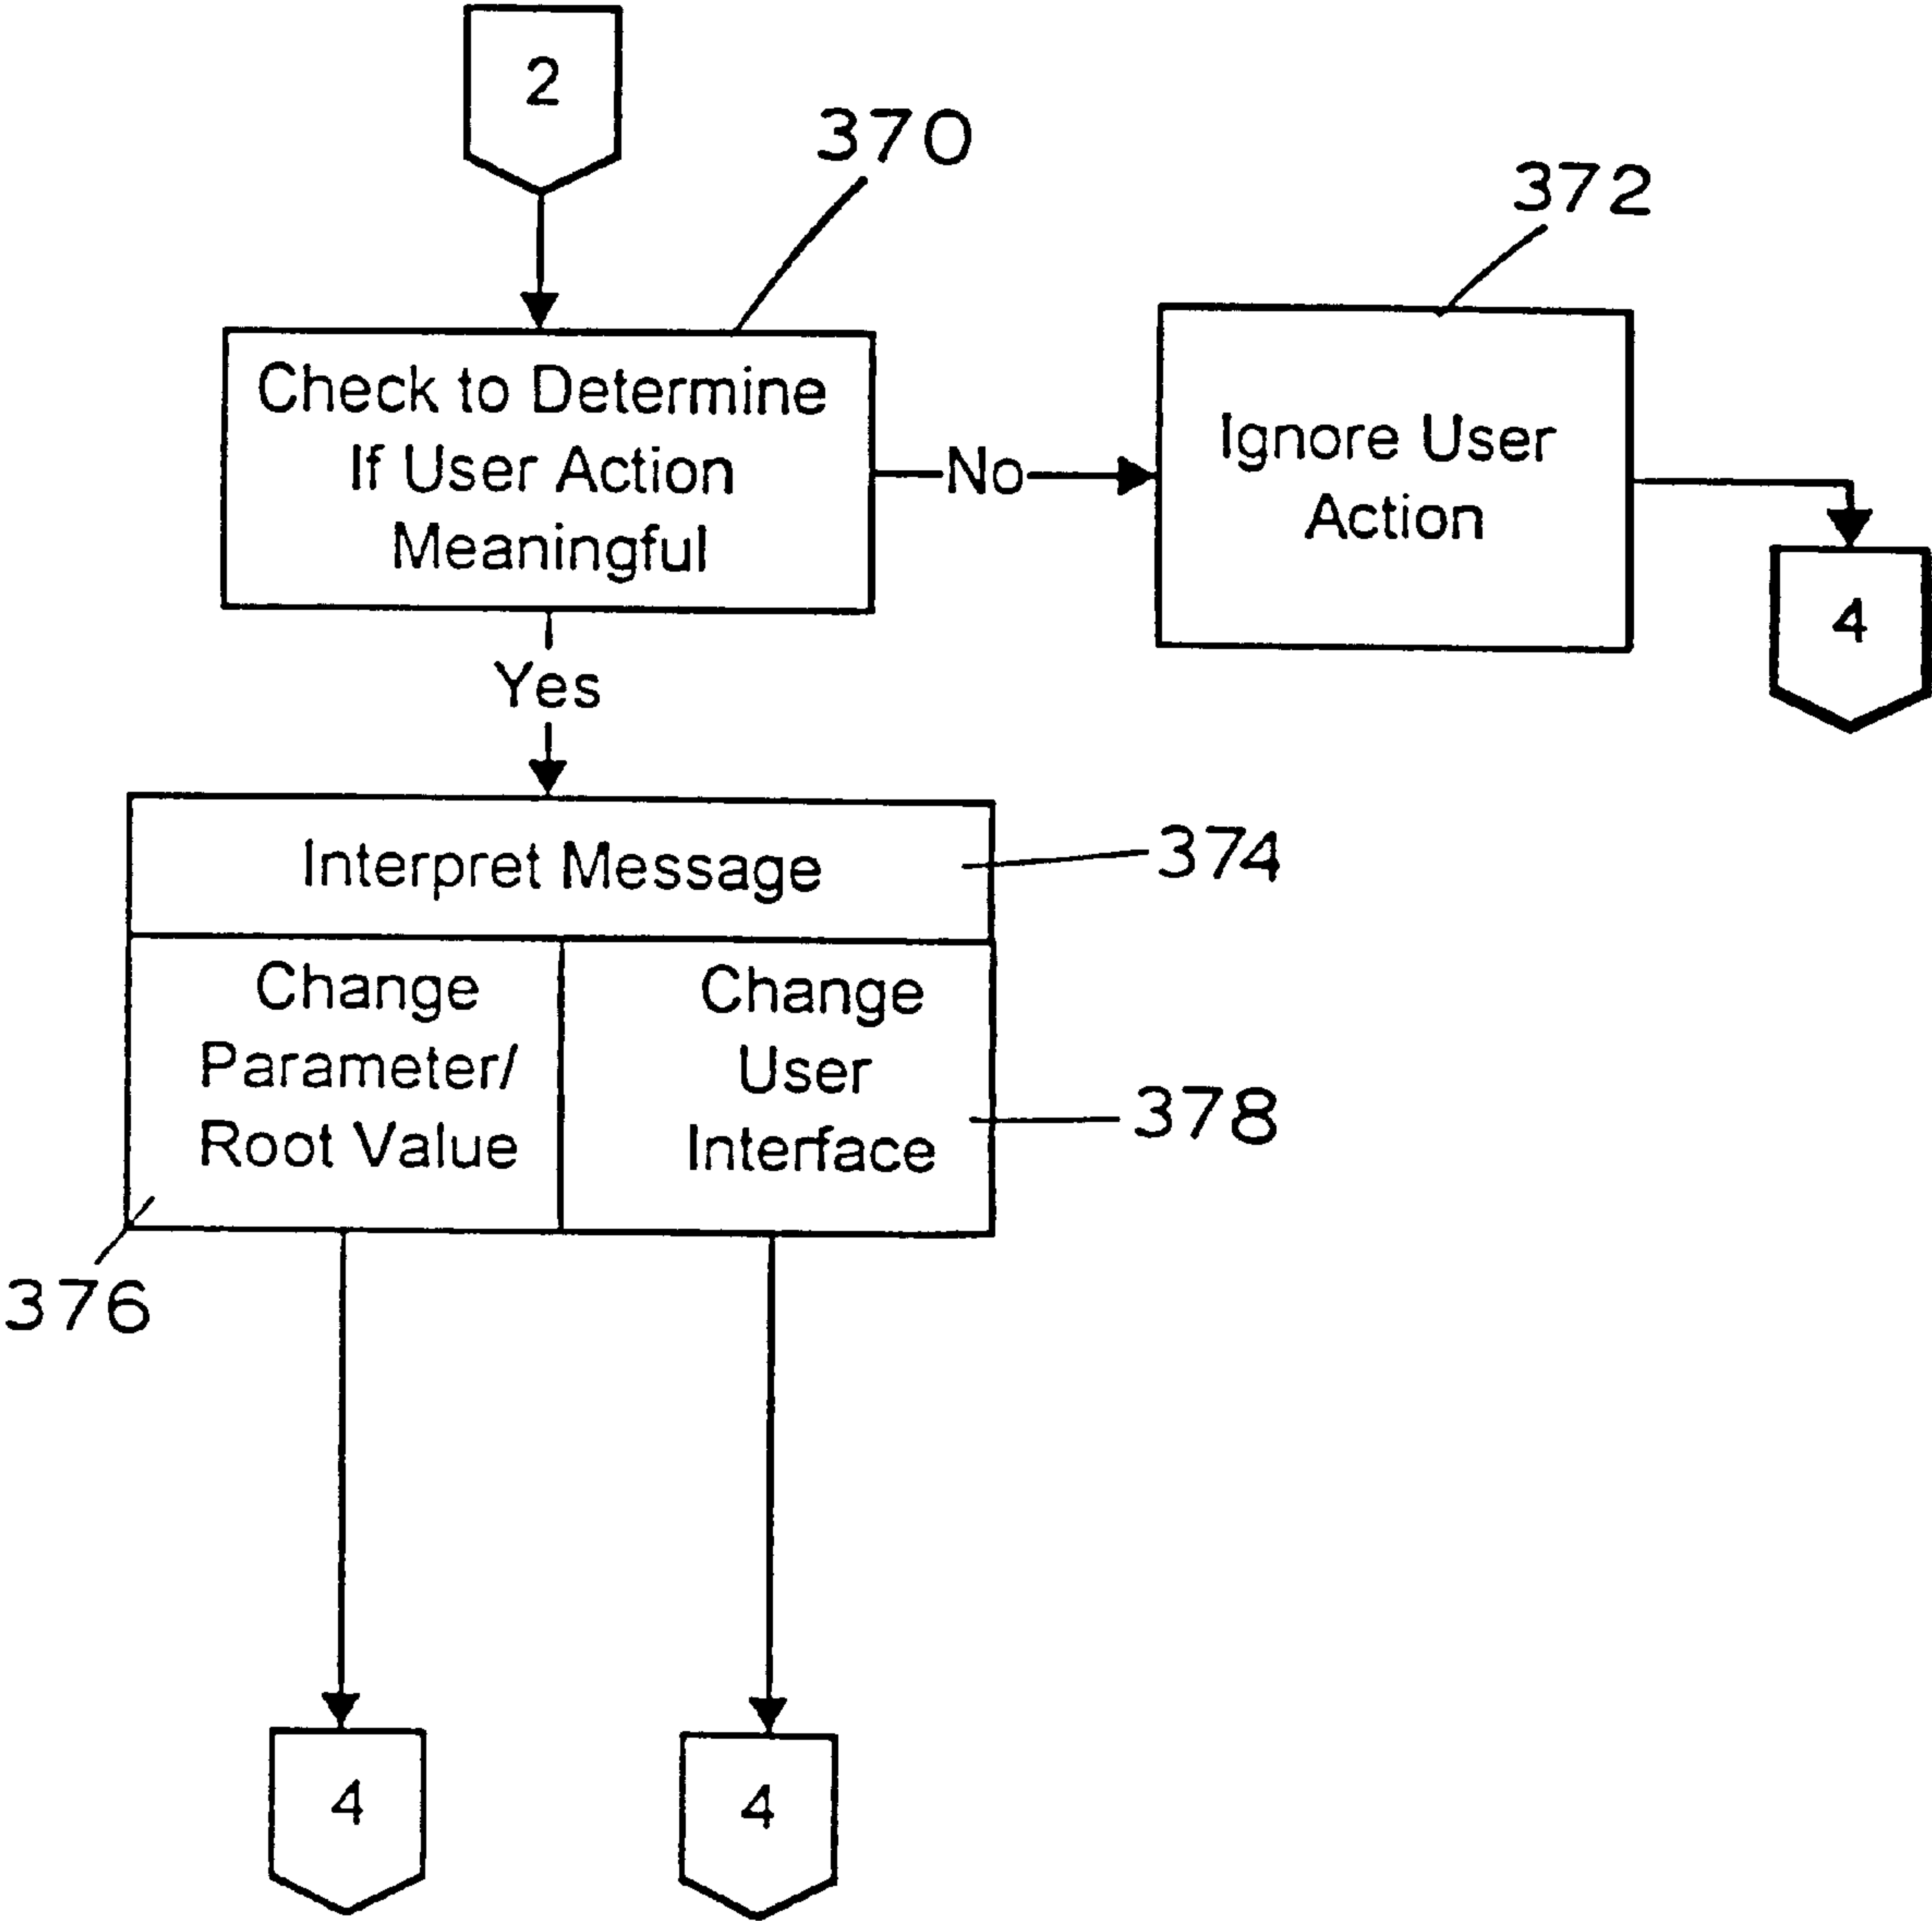 2
370
372
Check to Determine
If User Action
Meaningful
No
Ignore User
Action
4
Yes
Interpret Message
374
Change
Parameter/
Root Value
Change
User
Interface
378
376
4
4